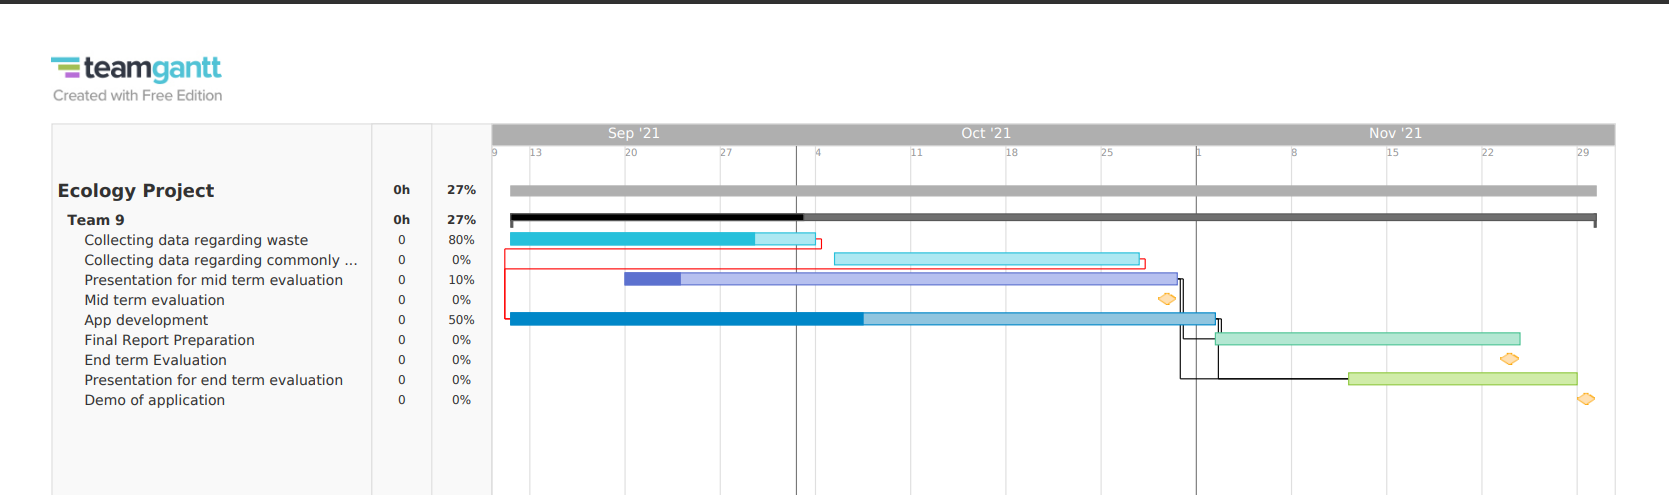 teamgantt
Created with Free Edition
Sep '21 Oct '21 Nov '21
9 13 20 27 4 11 18 25 1 8 15 22 29
Ecology Project 0h 27%
Team 9 0h 27%
Collecting data regarding waste 0 80%
Collecting data regarding commonly ... 0 0%
Presentation for mid term evaluation 0 10%
Mid term evaluation 0 0%
App development 0 50%
Final Report Preparation 0 0%
End term Evaluation 0 0%
Presentation for end term evaluation 0 0%
Demo of application 0 0%